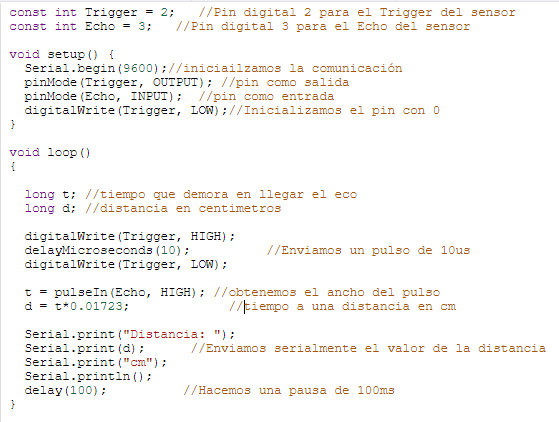 const int Trigger = 2;   //Pin digital 2 para el Trigger del sensor
const int Echo = 3;   //Pin digital 3 para el Echo del sensor
void setup() {
  Serial.begin(9600);//iniciailzamos la comunicación
  pinMode(Trigger, OUTPUT); //pin como salida
  pinMode(Echo, INPUT);  //pin como entrada
  digitalWrite(Trigger, LOW);//Inicializamos el pin con 0
}
void loop()
{
  long t; //tiempo que demora en llegar el eco
  long d; //distancia en centimetros
  digitalWrite(Trigger, HIGH);
  delayMicroseconds(10);          //Enviamos un pulso de 10us
  digitalWrite(Trigger, LOW);
  t = pulseIn(Echo, HIGH); //obtenemos el ancho del pulso
  d = t*0.01723;             //tiempo a una distancia en cm
  Serial.print("Distancia: ");
  Serial.print(d);      //Enviamos serialmente el valor de la distancia
  Serial.print("cm");
  Serial.println();
  delay(100);          //Hacemos una pausa de 100ms
}